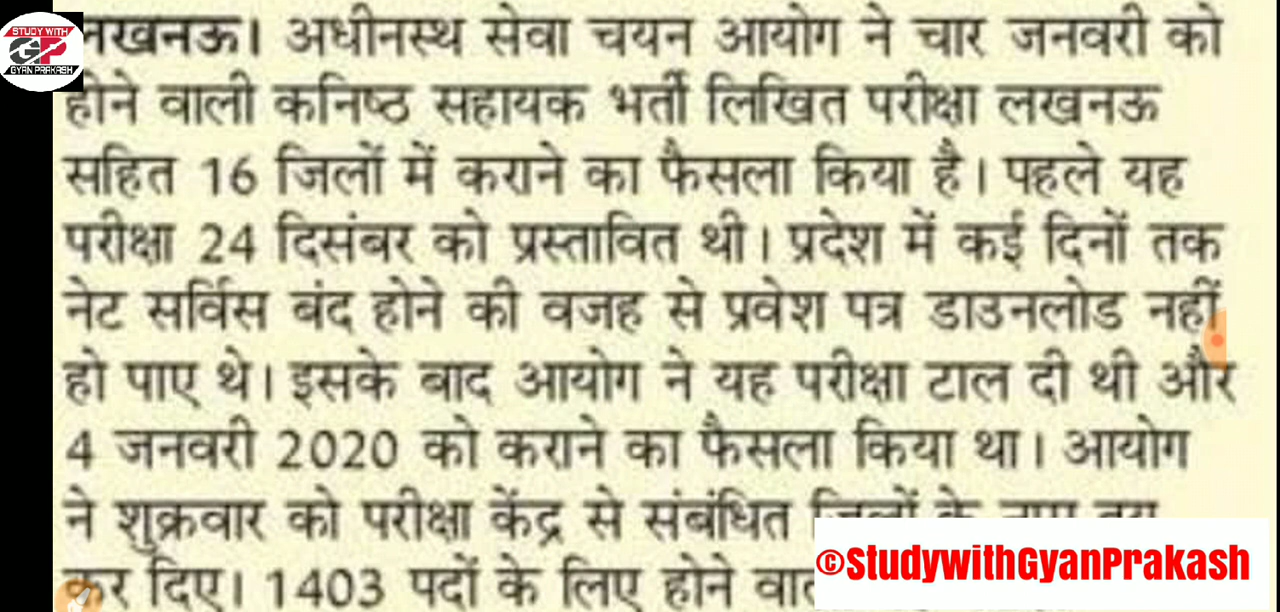 STUDY WITH
GP
GYAN PRAKASH
लखनऊ। अधीनस्थ सेवा चयन आयोग ने चार जनवरी को
होने वाली कनिष्ठ सहायक भर्ती लिखित परीक्षा लखनऊ
सहित 16 जिलों में कराने का फैसला किया है। पहले यह
परीक्षा 24 दिसंबर को प्रस्तावित थी। प्रदेश में कई दिनों तक
नेट सर्विस बंद होने की वजह से प्रवेश पत्र डाउनलोड नहीं
हो पाए थे। इसके बाद आयोग ने यह परीक्षा टाल दी थी और
4 जनवरी 2020 को कराने का फैसला किया था। आयोग
ने शुक्रवार को परीक्षा केंद्र से संबंधित
कर दिए। 1403 पदों के लिए होने
©StudywithGyanPrakash